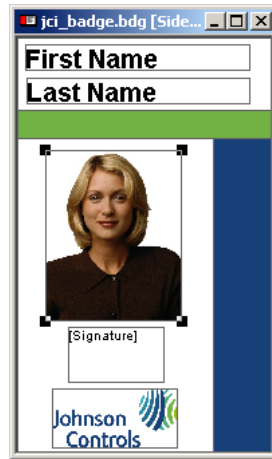 jci_badge.bdg [Side...
First Name
Last Name
[Signature]
Johnson
Controls